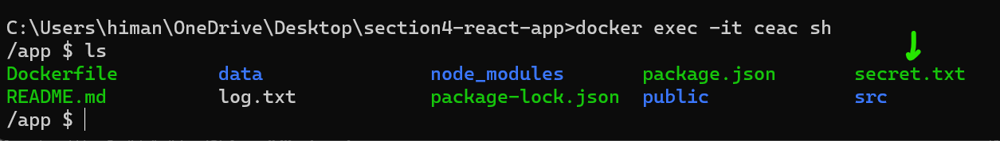 C:\Users\himan\OneDrive\Desktop\section4-react-app>docker exec -it ceac sh
/app $ ls
Dockerfile data node_modules package.json secret.txt
README.md log.txt package-lock.json public src
/app $